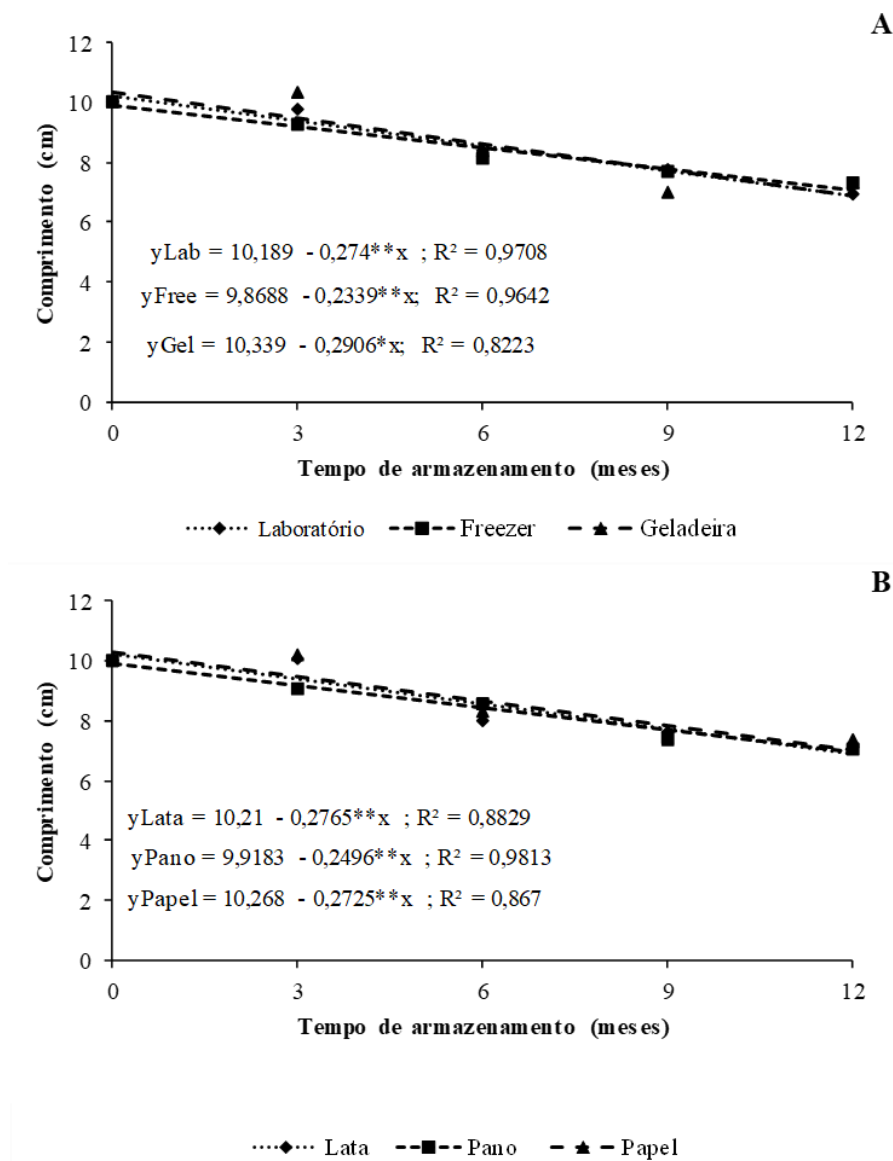 A
12
10
8
6
4
2
0
Comprimento (cm)
yLab = 10,189 - 0,274**x ; R² = 0,9708
yFree = 9,8688 - 0,2339**x; R² = 0,9642
yGel = 10,339 - 0,2906*x; R² = 0,8223
0 3 6 9 12
Tempo de armazenamento (meses)
Laboratório Freezer Geladeira
B
12
10
8
6
4
2
0
Comprimento (cm)
yLata = 10,21 - 0,2765**x ; R² = 0,8829
yPano = 9,9183 - 0,2496**x ; R² = 0,9813
yPapel = 10,268 - 0,2725**x ; R² = 0,867
0 3 6 9 12
Tempo de armazenamento (meses)
Lata Pano Papel